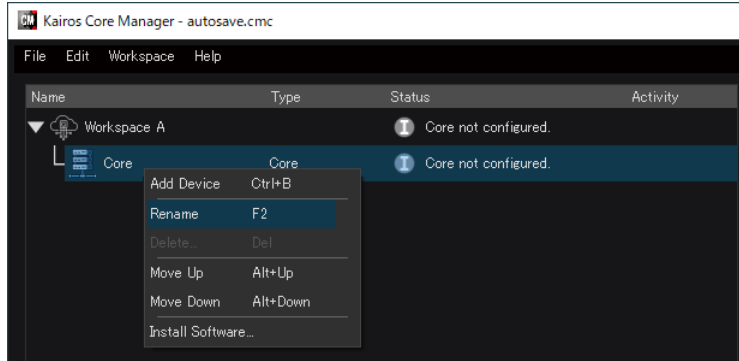 CM Kairos Core Manager - autosave.cmc
File Edit Workspace Help
Name Type Status Activity
Workspace A Core not configured.
Core Core Core not configured.
Add Device Ctrl+B
Rename F2
Delete... Del
Move Up Alt+Up
Move Down Alt+Down
Install Software...